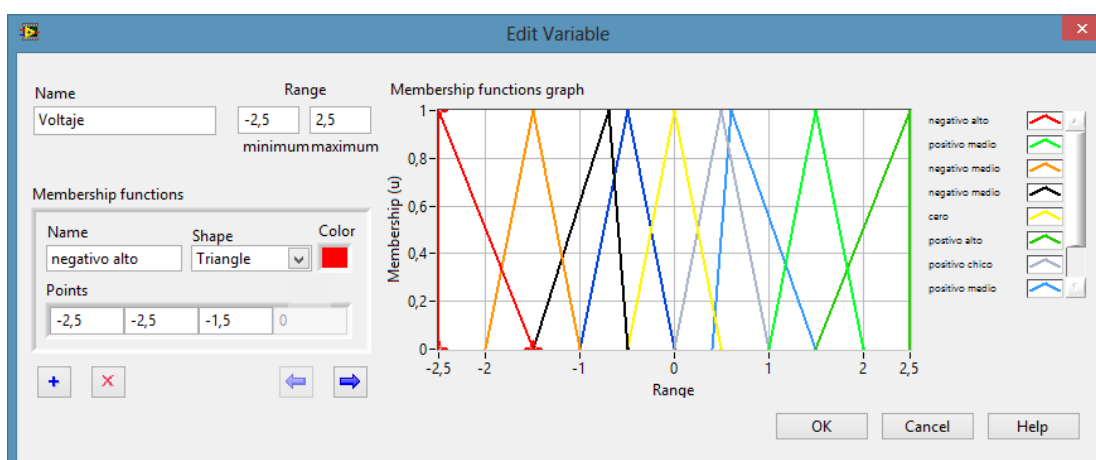 Edit Variable
Name
Range
Membership functions graph
Voltaje
-2,5
2,5
minimum
maximum
Membership functions
Name
Shape
Color
negativo alto
Triangle
Points
-2,5
-2,5
-1,5
0
Membership (u)
1
0,8
0,6
0,4
0,2
0
-2,5
-2
-1
0
1
2
2,5
Range
negativo alto
positivo medio
negativo medio
negativo medio
cero
postivo alto
positivo chico
positivo medio
OK
Cancel
Help